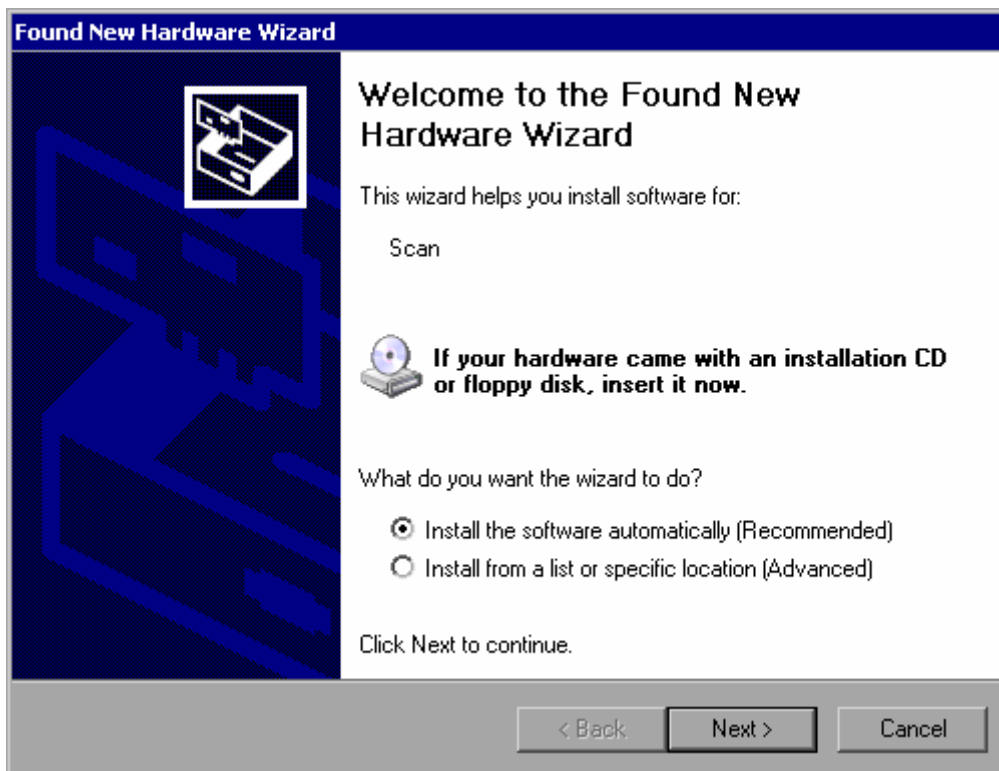 Found New Hardware Wizard
Welcome to the Found New
Hardware Wizard
This wizard helps you install software for:
Scan
If your hardware came with an installation CD
or floppy disk, insert it now.
What do you want the wizard to do?
Install the software automatically (Recommended)
Install from a list or specific location (Advanced)
Click Next to continue.
< Back Next > Cancel